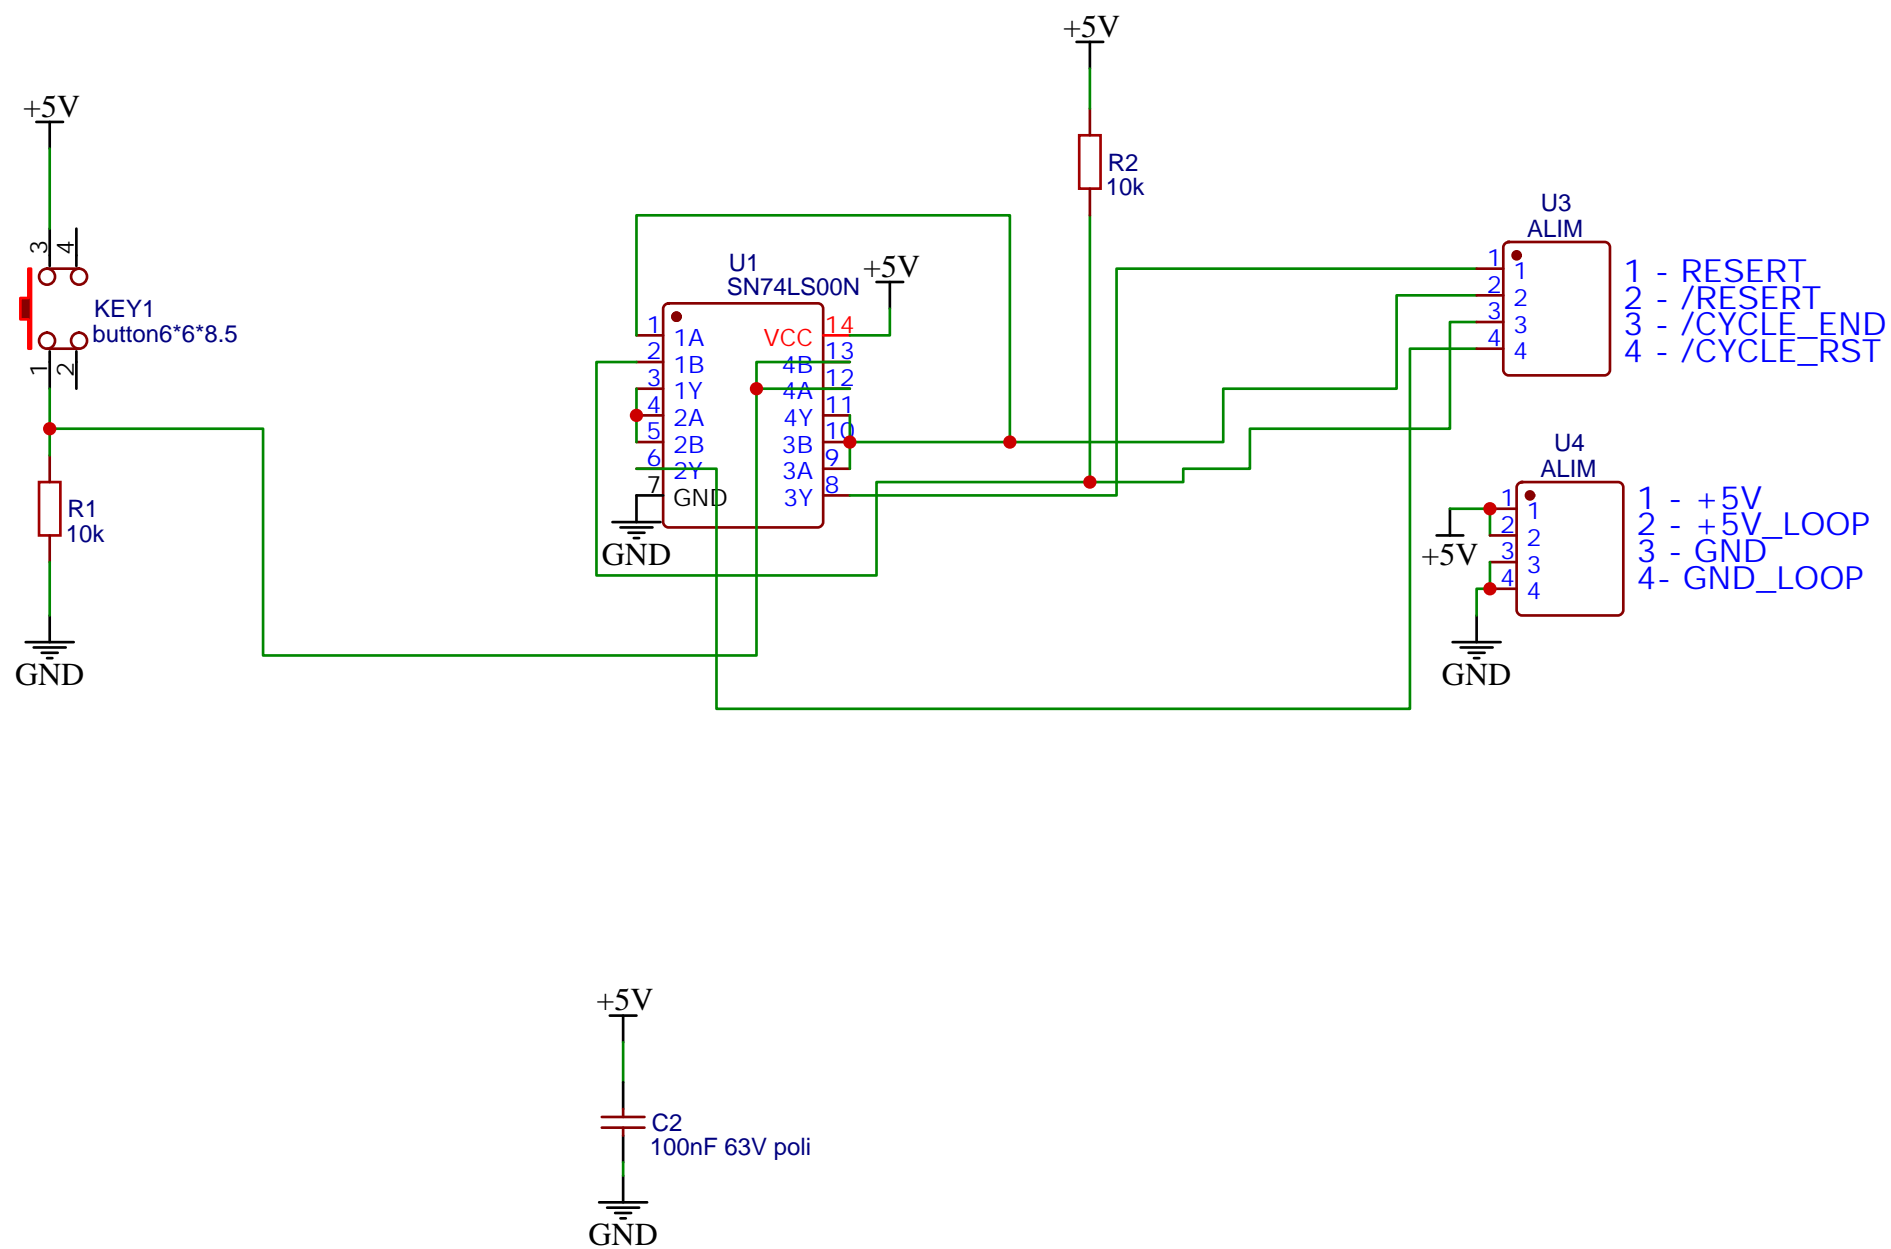 +5V
+5V
R2
10k
3
4
KEY1
button6*6*8.5
1
2
R1
10k
GND
U1
SN74LS00N
+5V
1
1A
VCC
14
2
1B
4B
13
3
1Y
4A
12
4
2A
4Y
11
5
2B
3B
10
6
2Y
3A
9
7
GND
3Y
8
GND
U3
ALIM
1
1
1 - RESERT
2
2
2 - /RESERT
3
3
3 - /CYCLE_END
4
4
4 - /CYCLE_RST
U4
ALIM
1
1
1 - +5V
2
2
2 - +5V_LOOP
3
3
3 - GND
4
4
4- GND_LOOP
+5V
GND
+5V
C2
100nF 63V poli
GND